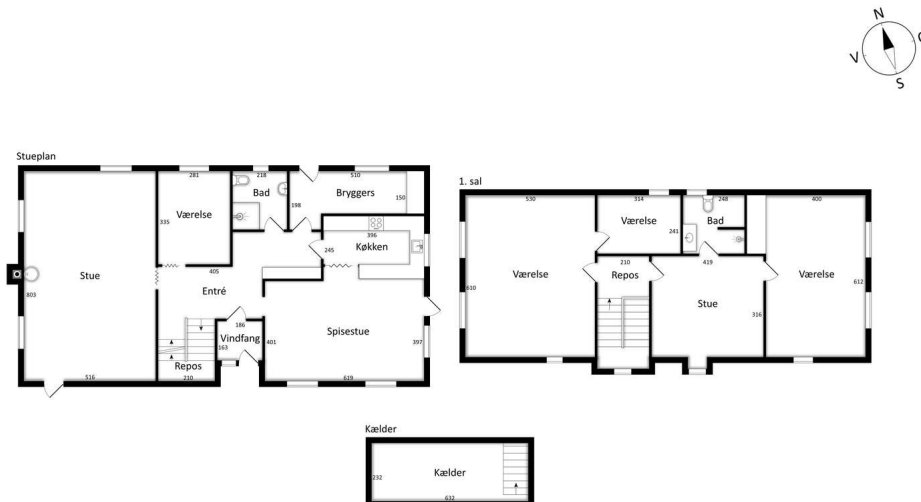 N
V
S
Stueplan
281
218
510
Bad
Bryggers
150
198
335
Værelse
396
Køkken
245
405
Stue
803
Entré
Spisestue
186
Vindfang
163
401
397
Repos
516
210
619
1. sal
530
314
248
400
Værelse
Bad
241
210
419
Værelse
Repos
Værelse
610
612
Stue
316
Kælder
232
Kælder
632